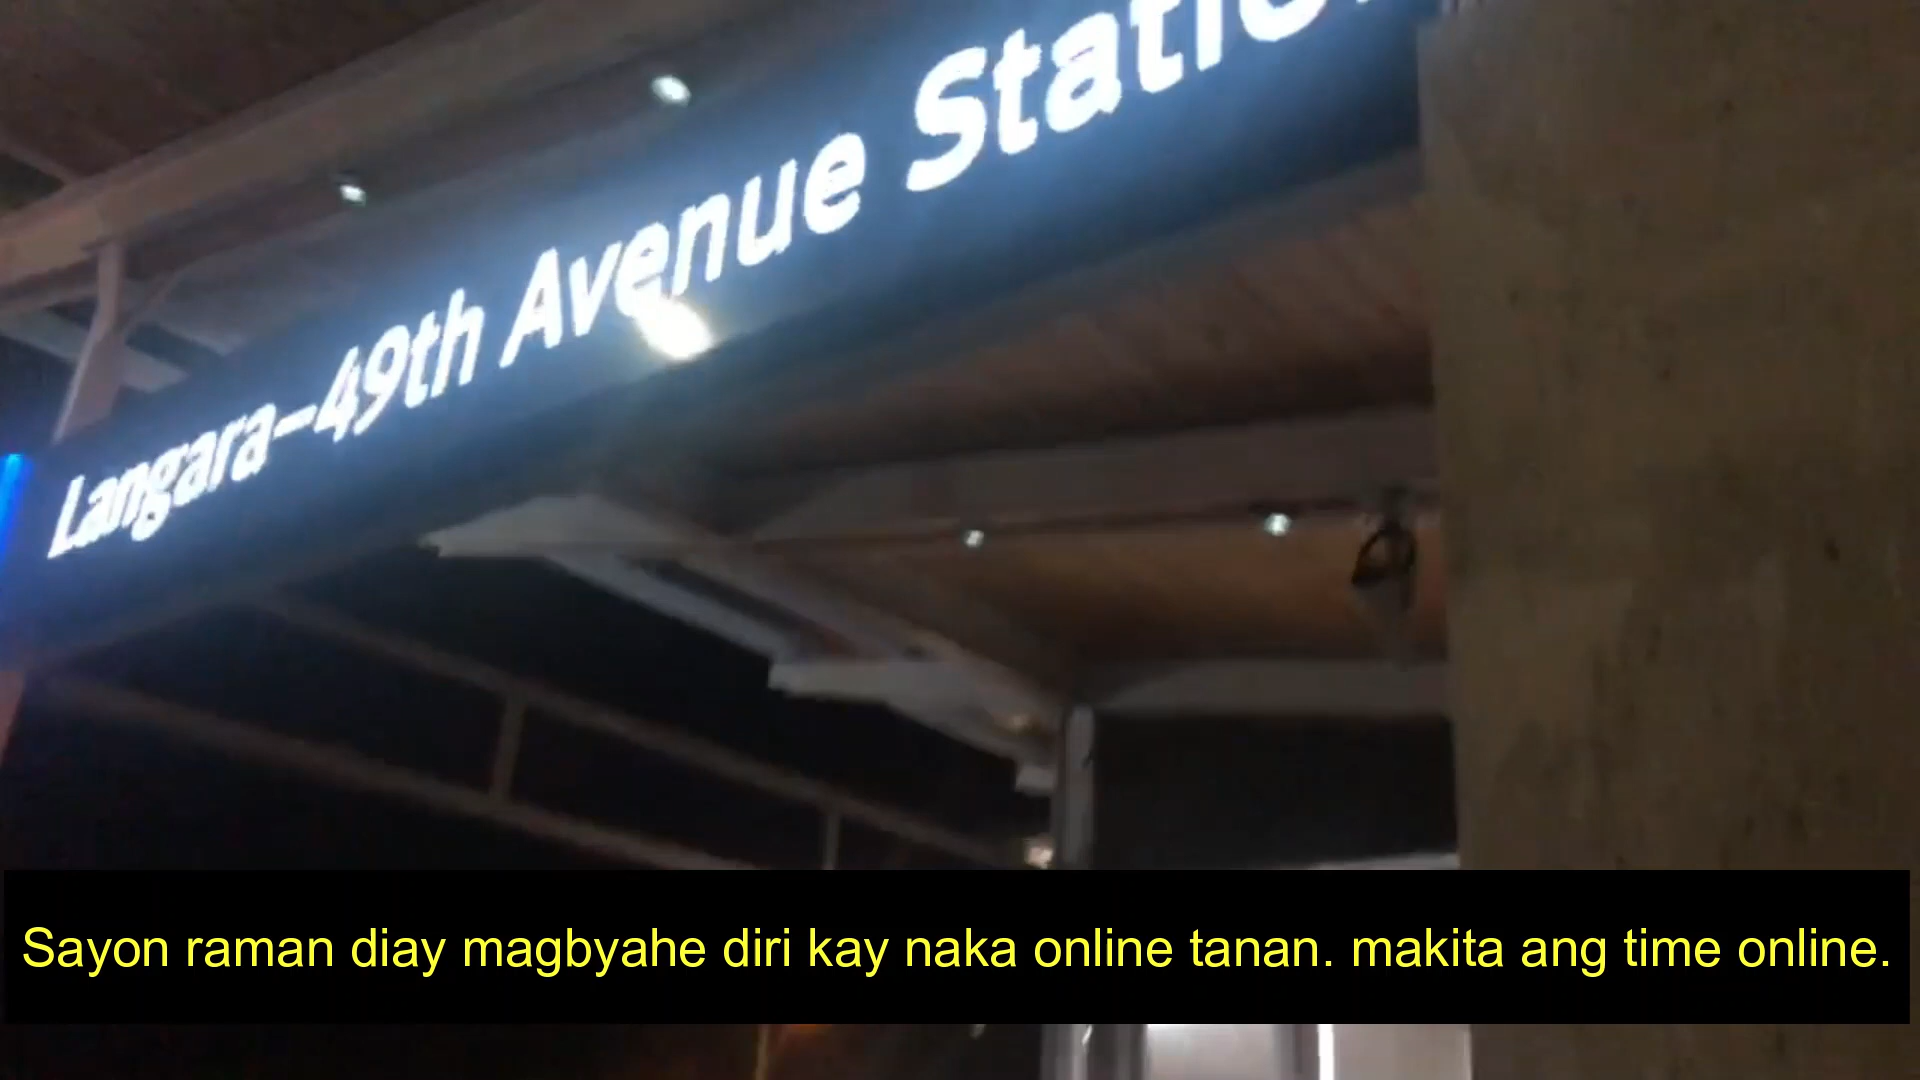 Langara–49th Avenue Statio
Sayon raman diay magbyahe diri kay naka online tanan. makita ang time online.